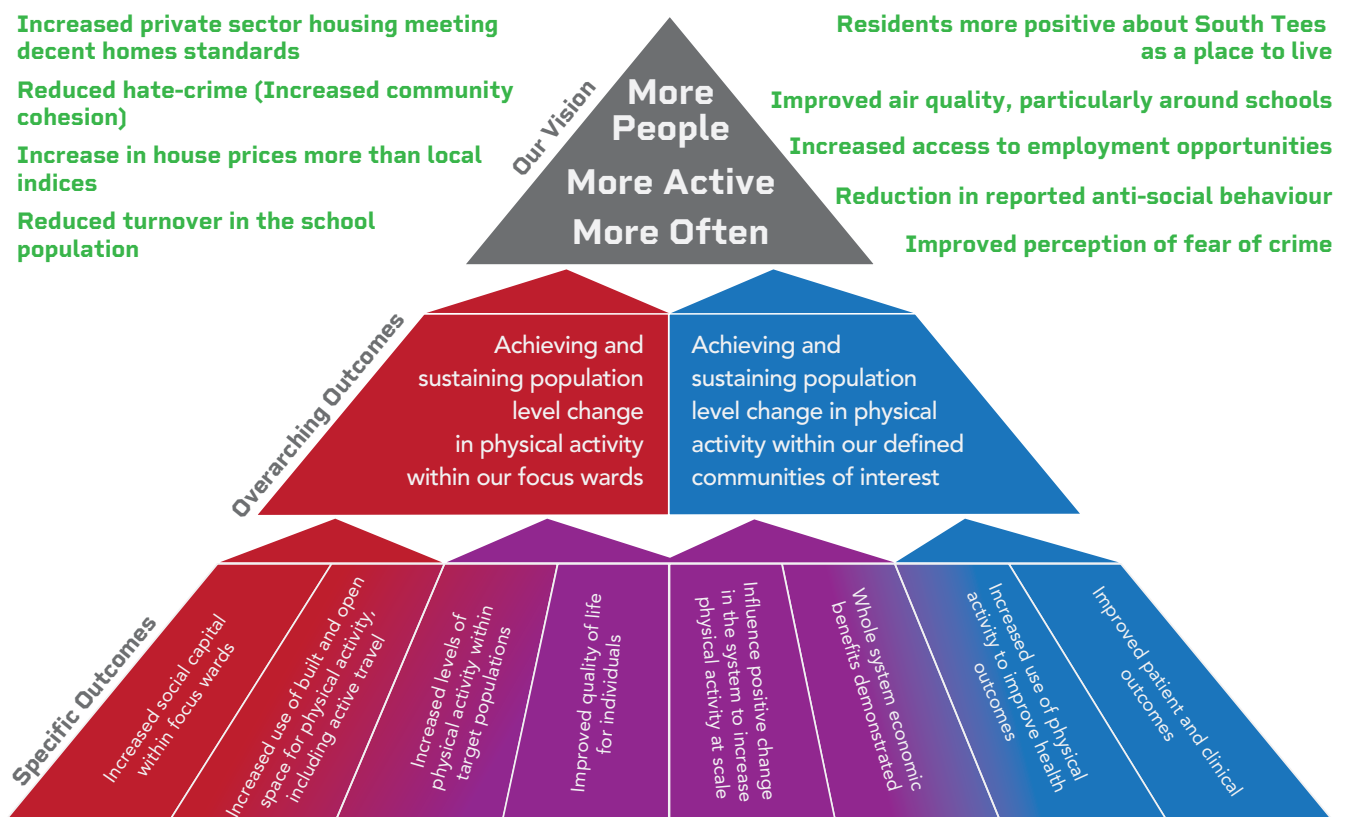 Increased private sector housing meeting
decent homes standards
Reduced hate-crime (Increased community
cohesion)
Increase in house prices more than local
indices
Reduced turnover in the school
population
Our Vision
More
People
More Active
More Often
Residents more positive about South Tees
as a place to live
Improved air quality, particularly around schools
Increased access to employment opportunities
Reduction in reported anti-social behaviour
Improved perception of fear of crime
Overarching Outcomes
Achieving and
sustaining population
level change
in physical activity
within our focus wards
Achieving and
sustaining population
level change in physical
activity within our defined
communities of interest
Specific Outcomes
Increased social capital
within focus wards
Increased use of built and open
space for physical activity,
including active travel
Increased levels of
physical activity within
target populations
Improved quality of life
for individuals
Influence positive change
in the system to increase
physical activity at scale
Whole system economic
benefits demonstrated
Increased use of physical
activity to improve health
outcomes
Improved patient and clinical
outcomes